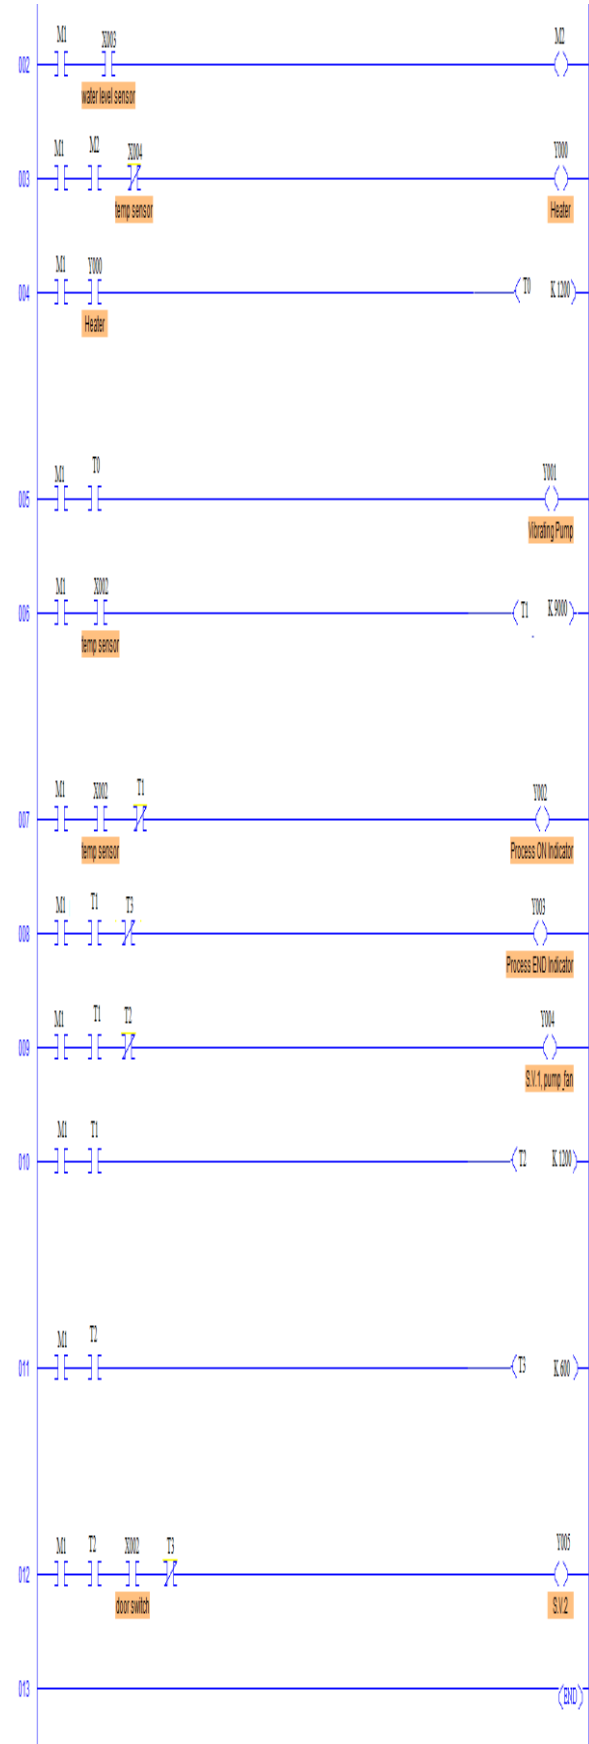 M1 X003 M2
002
water level sensor
M1 M2 X004 Y000
003
temp sensor Heater
M1 Y000 T0 K 1200
004
Heater
M1 T0 Y001
005
Vibrating Pump
M1 X002 T1 K 9000
006
temp sensor
M1 X002 T1 Y002
007
temp sensor Process ON Indicator
M1 T1 T3 Y003
008
Process END Indicator
M1 T1 T2 Y004
009
S.V.1, pump_fan
M1 T1
010 T2 K 1200
M1 T2
011 T3 K 600
M1 T2 X002 T3 Y005
012
door switch S.V.2
013 END